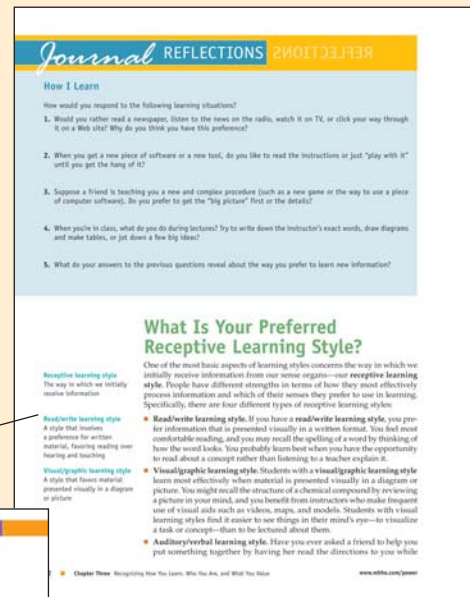 Journal REFLECTIONS REFLECTIONS
How I Learn
How would you respond to the following learning situations?
1. Would you rather read a newspaper, listen to the news on the radio, watch it on TV, or click your way through
it on a Web site? Why do you think you have this preference?
2. When you get a new piece of software or a new tool, do you like to read the instructions or just "play with it"
until you get the hang of it?
3. Suppose a friend is teaching you a new and complex procedure (such as a new game or the way to use a piece
of computer software). Do you prefer to get the "big picture" first or the details?
4. When you're in class, what do you do during lectures? Try to write down the instructor's exact words, draw diagrams
and make tables, or jot down a few big ideas?
5. What do your answers to the previous questions reveal about the way you prefer to learn new information?
What Is Your Preferred
Receptive Learning Style?
One of the most basic aspects of learning styles concerns the way in which we
initially receive information from our sense organs—our receptive learning
style. People have different strengths in terms of how they most effectively
process information and which of their senses they prefer to use in learning.
Specifically, there are four different types of receptive learning styles:
Read/write learning style. If you have a read/write learning style, you pre-
fer information that is presented visually in a written format. You feel most
comfortable reading, and you may recall the spelling of a word by thinking of
how the word looks. You probably learn best when you have the opportunity
to read about a concept rather than listening to a teacher explain it.
Visual/graphic learning style. Students with a visual/graphic learning style
learn most effectively when material is presented visually in a diagram or
picture. You might recall the structure of a chemical compound by reviewing
a picture in your mind, and you benefit from instructors who make frequent
use of visual aids such as videos, maps, and models. Students with visual
learning styles find it easier to see things in their mind's eye—to visualize
a task or concept—than to be lectured about them.
Auditory/verbal learning style. Have you ever asked a friend to help you
put something together by having her read the directions to you while
Receptive learning style
The way in which we initially
receive information
Read/write learning style
A style that involves
a preference for written
material, favoring reading over
hearing and touching
Visual/graphic learning style
A style that favors material
presented visually in a diagram
or picture
Chapter Three Recognizing How You Learn, Who You Are, and What You Value
www.mhhe.com/power